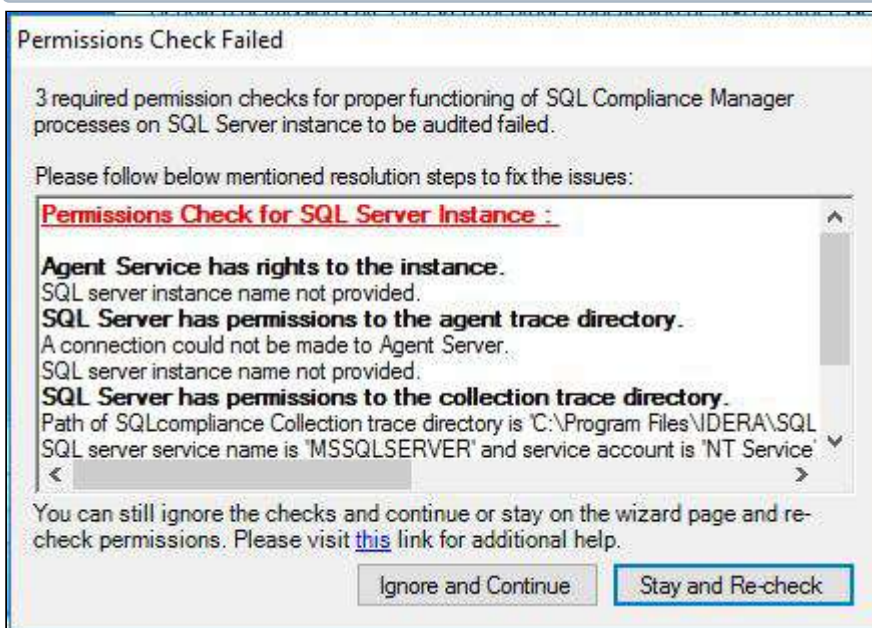 Permissions Check Failed
3 required permission checks for proper functioning of SQL Compliance Manager
processes on SQL Server instance to be audited failed.
Please follow below mentioned resolution steps to fix the issues:
Permissions Check for SQL Server Instance :
Agent Service has rights to the instance.
SQL server instance name not provided.
SQL Server has permissions to the agent trace directory.
A connection could not be made to Agent Server.
SQL server instance name not provided.
SQL Server has permissions to the collection trace directory.
Path of SQLcompliance Collection trace directory is 'C:\Program Files\IDERA\SQL
SQL server service name is 'MSSQLSERVER' and service account is 'NT Service'
You can still ignore the checks and continue or stay on the wizard page and re-
check permissions. Please visit this link for additional help.
Ignore and Continue
Stay and Re-check